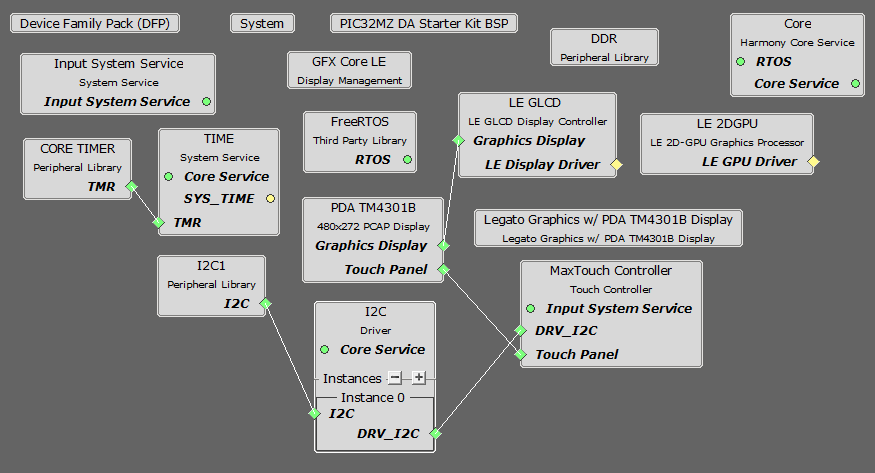 Device Family Pack (DFP)
System
PIC32MZ DA Starter Kit BSP
Core
Harmony Core Service
RTOS
Core Service
DDR
Peripheral Library
Input System Service
System Service
Input System Service
GFX Core LE
Display Management
LE GLCD
LE GLCD Display Controller
Graphics Display
LE Display Driver
FreeRTOS
Third Party Library
RTOS
LE 2DGPU
LE 2D-GPU Graphics Processor
LE GPU Driver
CORE TIMER
Peripheral Library
TMR
TIME
System Service
Core Service
SYS_TIME
TMR
PDA TM4301B
480x272 PCAP Display
Graphics Display
Touch Panel
Legato Graphics w/ PDA TM4301B Display
Legato Graphics w/ PDA TM4301B Display
I2C1
Peripheral Library
I2C
MaxTouch Controller
Touch Controller
Input System Service
DRV_I2C
Touch Panel
I2C
Driver
Core Service
Instances
Instance 0
I2C
DRV_I2C